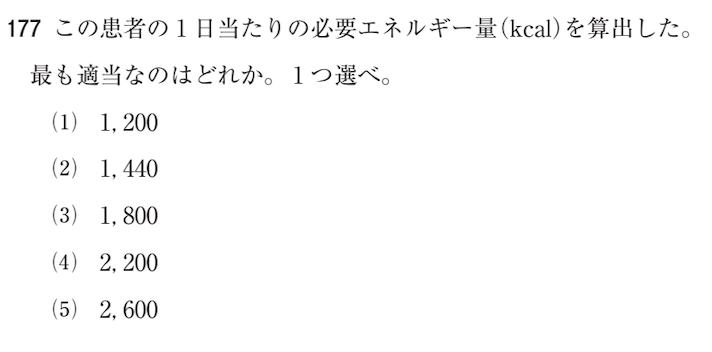 177 この患者の1日当たりの必要エネルギー量(kcal)を算出した。
最も適当なのはどれか。1つ選べ。
(1) 1,200
(2) 1,440
(3) 1,800
(4) 2,200
(5) 2,600